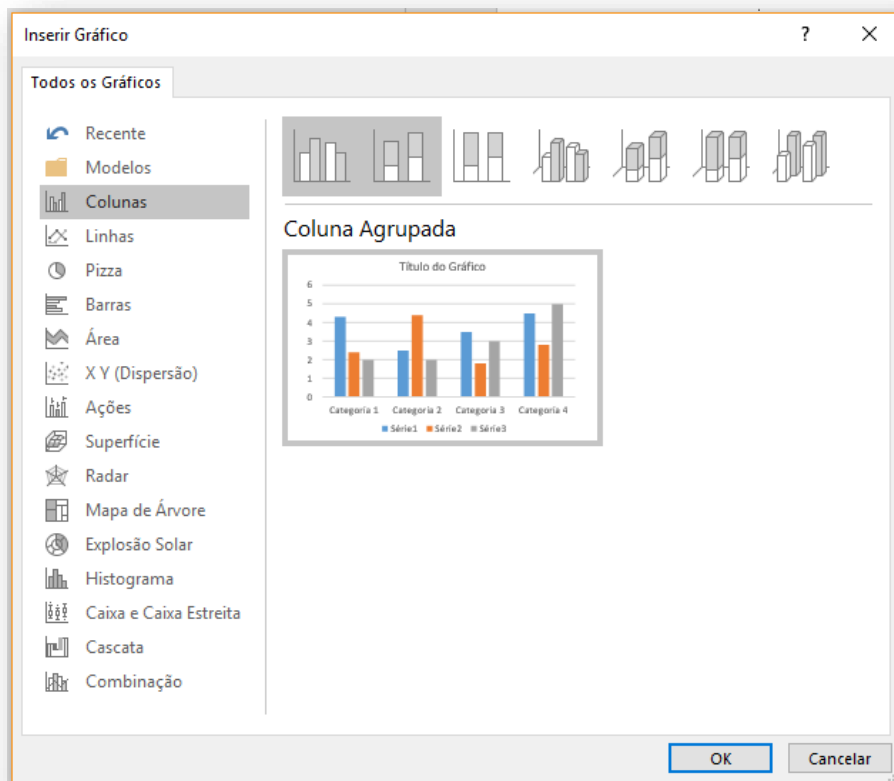 Inserir Gráfico ?
Todos os Gráficos
Recente
Modelos
Colunas
Linhas
Pizza
Barras
Área
X Y (Dispersão)
Ações
Superfície
Radar
Mapa de Árvore
Explosão Solar
Histograma
Caixa e Caixa Estreita
Cascata
Combinação
Coluna Agrupada
Título do Gráfico
6
5
4
3
2
1
0
Categoria 1 Categoria 2 Categoria 3 Categoria 4
Série1 Série2 Série3
OK Cancelar